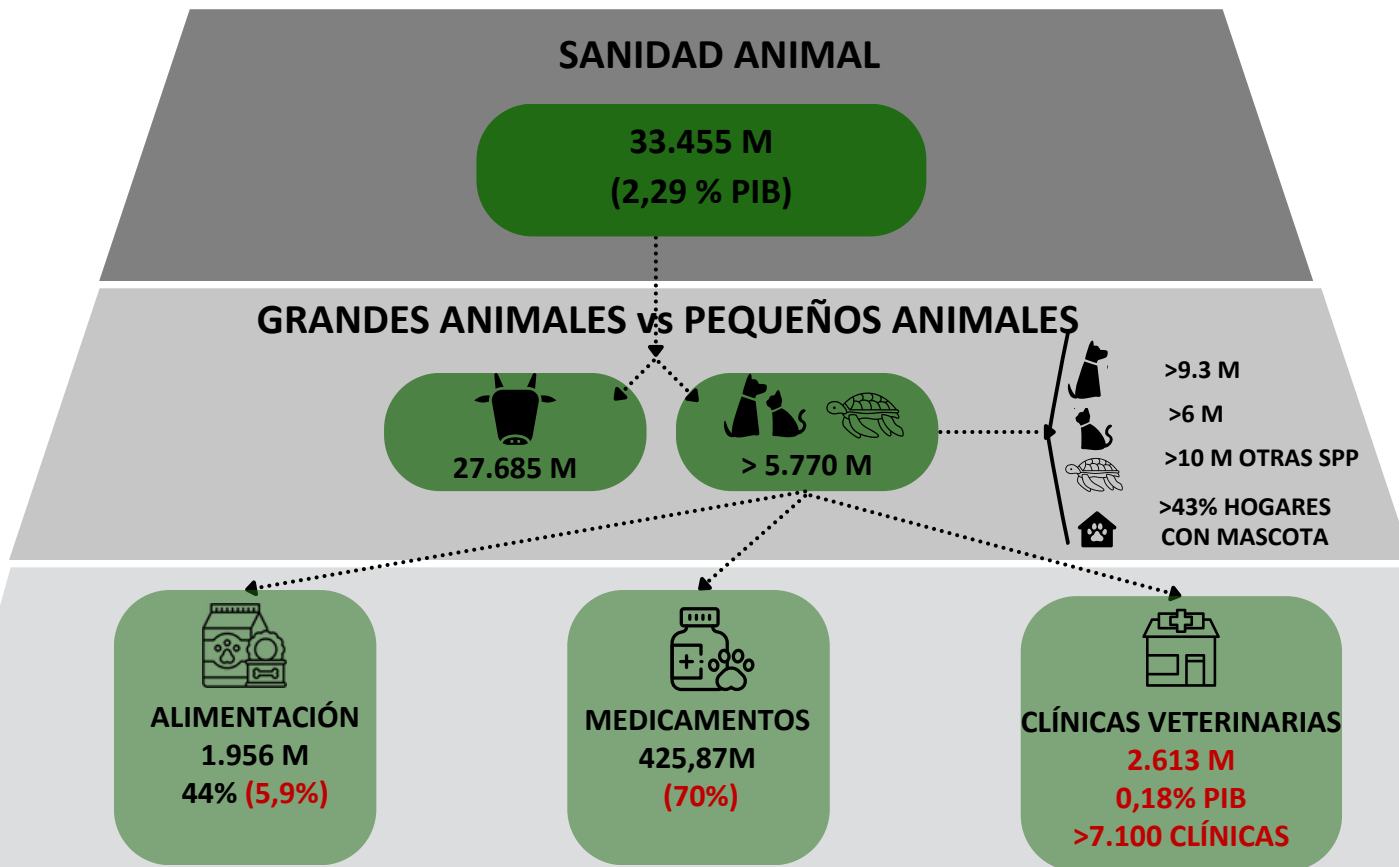 SANIDAD ANIMAL
33.455 M
(2,29 % PIB)
GRANDES ANIMALES vs PEQUEÑOS ANIMALES
27.685 M
> 5.770 M
>9.3 M
>6 M
>10 M OTRAS SPP
>43% HOGARES
CON MASCOTA
ALIMENTACIÓN
1.956 M
44% (5,9%)
MEDICAMENTOS
425,87M
(70%)
CLÍNICAS VETERINARIAS
2.613 M
0,18% PIB
>7.100 CLÍNICAS